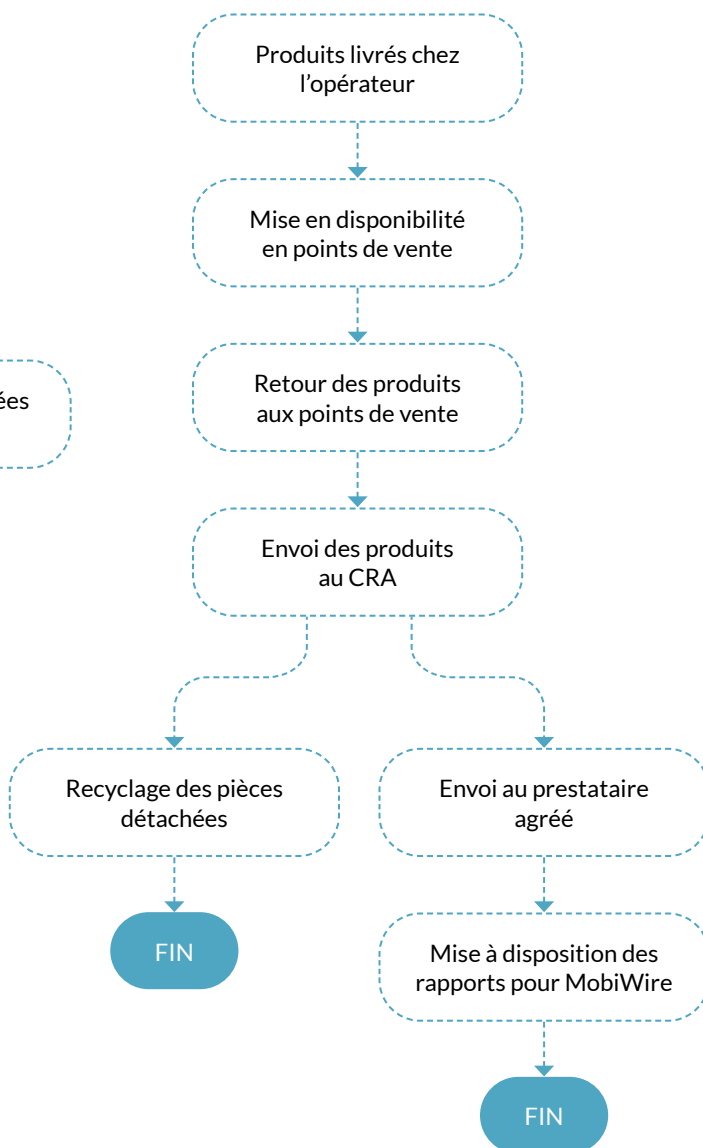 Produits livrés chez
l’opérateur
Mise en disponibilité
en points de vente
Retour des produits
aux points de vente
Envoi des produits
au CRA
Recyclage des pièces
détachées
Envoi au prestataire
agréé
FIN
Mise à disposition des
rapports pour MobiWire
FIN